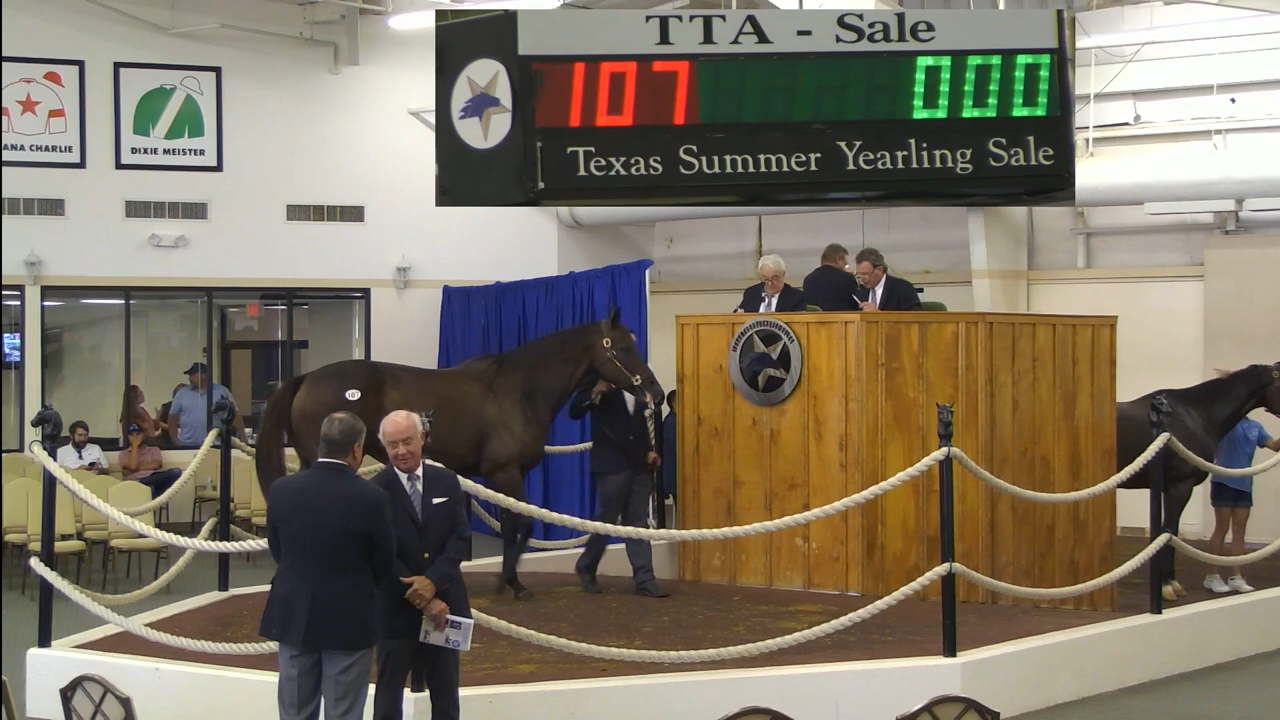 TTA - Sale
107 000
Texas Summer Yearling Sale
ANA CHARLIE
DIXIE MEISTER
107